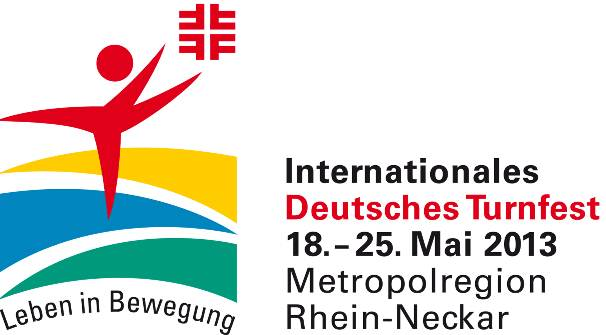 Leben in Bewegung
Internationales
Deutsches Turnfest
18. – 25. Mai 2013
Metropolregion
Rhein-Neckar